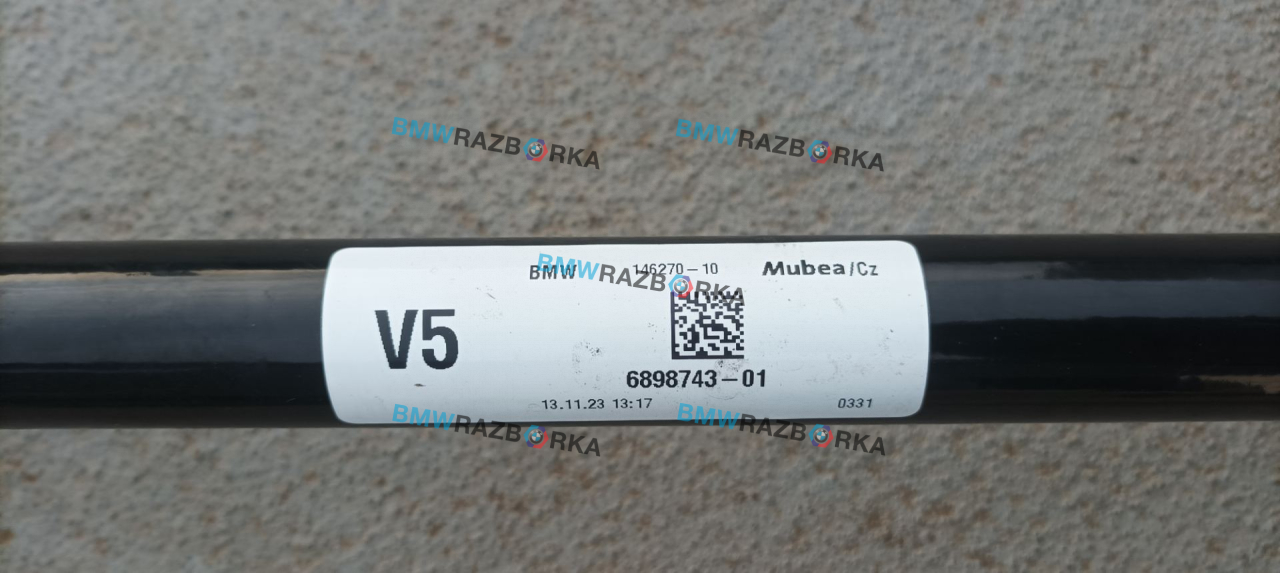 BMWRAZBORKA BMWRAZBORKA
BMW 146270-10 Mubea/Cz
BMWRAZBORKA
V5
6898743-01
13.11.23 13:17 0331
BMWRAZBORKA BMWRAZBORKA